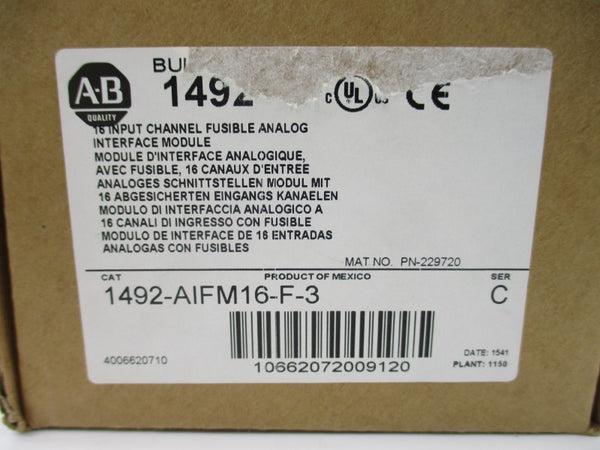 BUL
1492
A·B
QUALITY
C UL US CE
16 INPUT CHANNEL FUSIBLE ANALOG
INTERFACE MODULE
MODULE D'INTERFACE ANALOGIQUE,
AVEC FUSIBLE, 16 CANAUX D'ENTREE
ANALOGES SCHNITTSTELLEN MODUL MIT
16 ABGESICHERTEN EINGANGS KANAELEN
MODULO DI INTERFACCIA ANALOGICO A
16 CANALI DI INGRESSO CON FUSIBLE
MODULO DE INTERFACE DE 16 ENTRADAS
ANALOGAS CON FUSIBLES
MAT NO. PN-229720
CAT PRODUCT OF MEXICO SER
1492-AIFM16-F-3 C
4006620710
10662072009120
DATE: 1541
PLANT: 1150